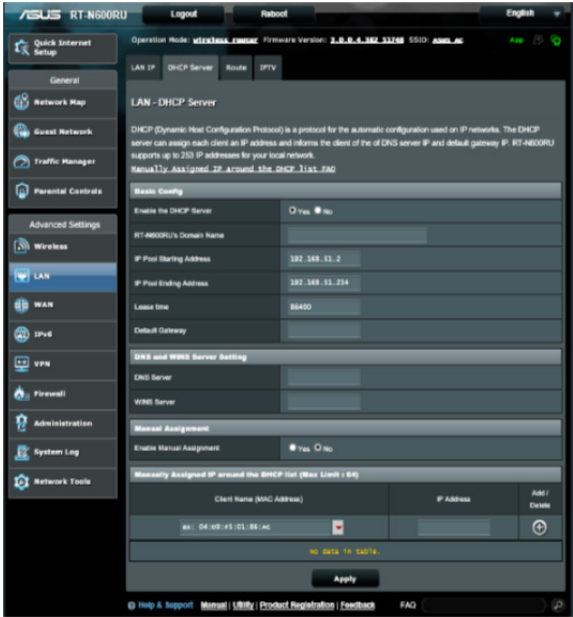 ASUS RT-N600RU Logout Reboot English
Quick Internet Setup
Operation Mode: wireless router Firmware Version: 3.0.0.4.382_51748 SSID: ASUS_AC App
LAN IP DHCP Server Route IPTV
General
Network Map
Guest Network
Traffic Manager
Parental Controls
Advanced Settings
Wireless
LAN
WAN
IPv6
VPN
Firewall
Administration
System Log
Network Tools
LAN - DHCP Server
DHCP (Dynamic Host Configuration Protocol) is a protocol for the automatic configuration used on IP networks. The DHCP
server can assign each client an IP address and informs the client of the of DNS server IP and default gateway IP. RT-N600RU
supports up to 253 IP addresses for your local network.
Manually Assigned IP around the DHCP list FAQ
Basic Config
Enable the DHCP Server Yes No
RT-N600RU's Domain Name
IP Pool Starting Address 192.168.51.2
IP Pool Ending Address 192.168.51.254
Lease time 86400
Default Gateway
DNS and WINS Server Setting
DNS Server
WINS Server
Manual Assignment
Enable Manual Assignment Yes No
Manually Assigned IP around the DHCP list (Max Limit : 64)
Client Name (MAC Address) IP Address Add / Delete
No data in table.
Apply
Help & Support Manual | Utility | Product Registration | Feedback FAQ